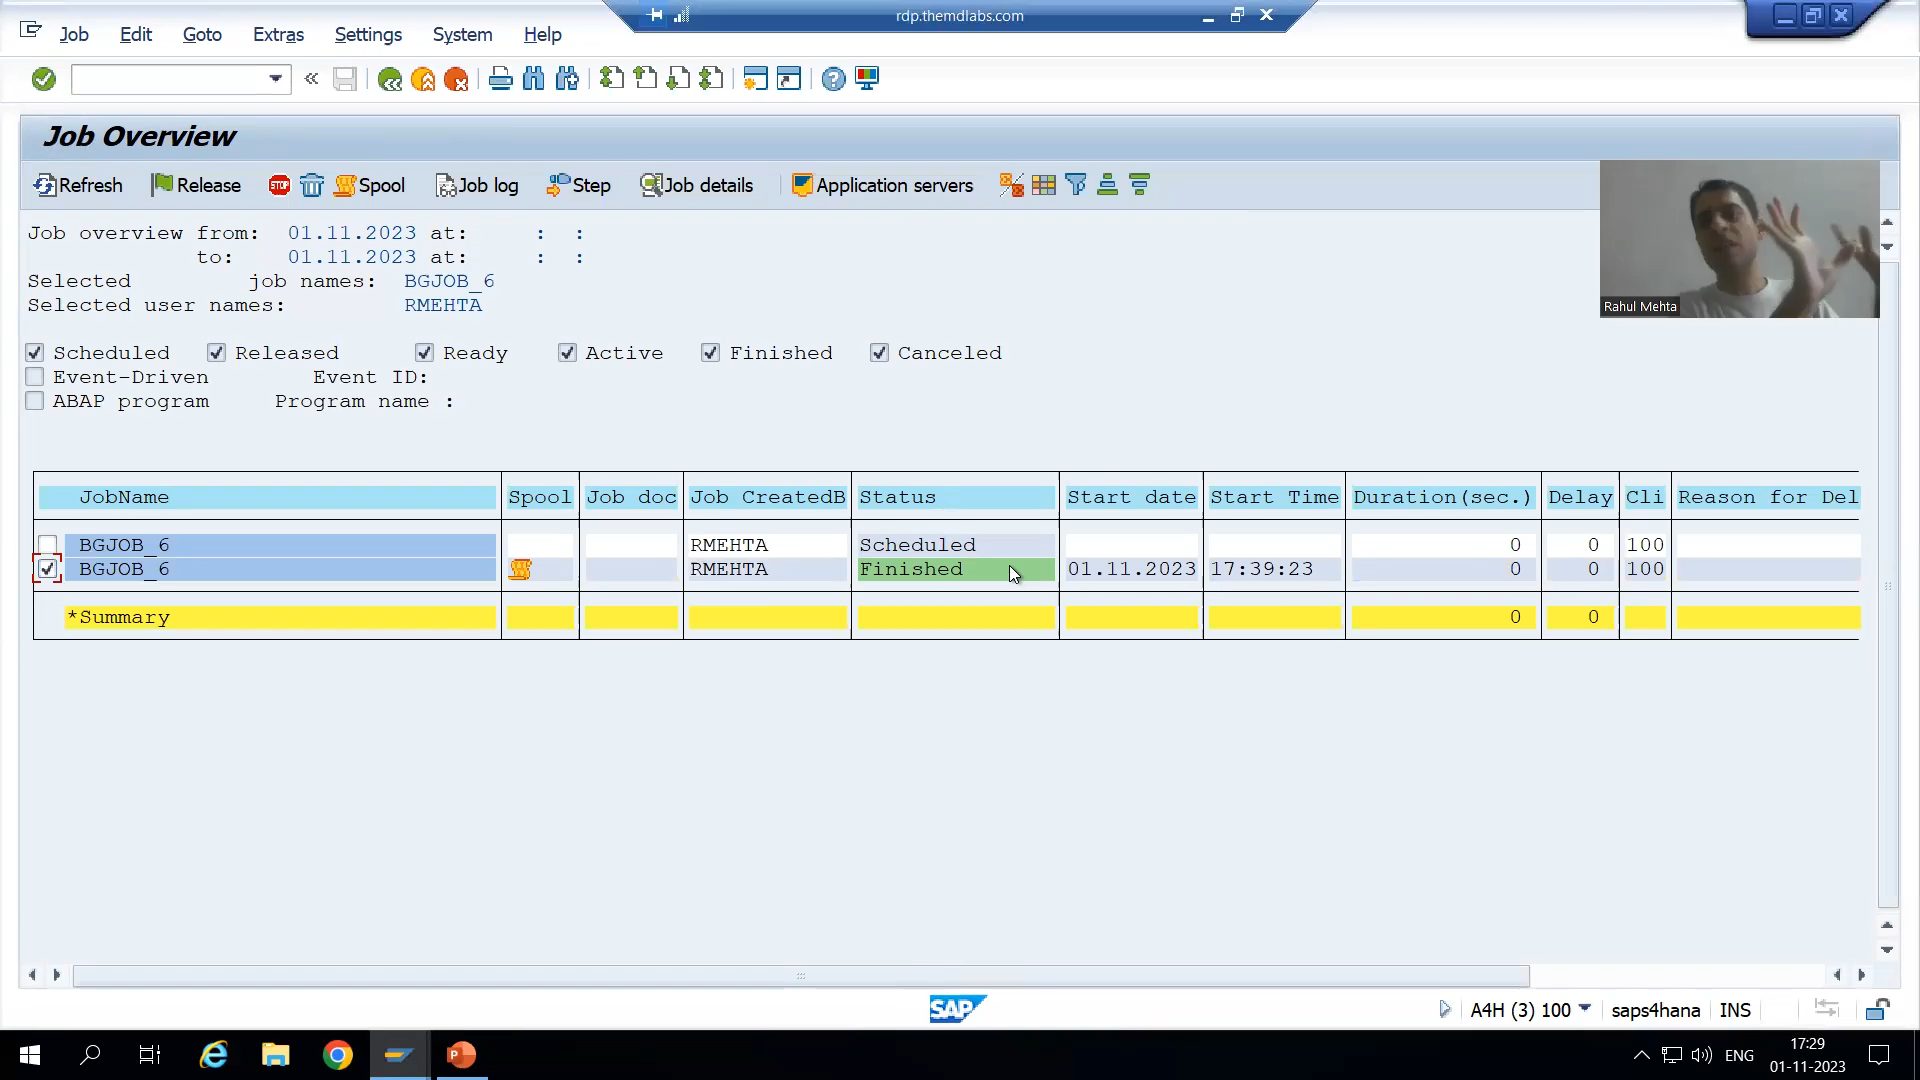 rdp.themdlabs.com
Job Edit Goto Extras Settings System Help
Job Overview
Refresh Release STOP Spool Job log Step Job details Application servers
Job overview from: 01.11.2023 at: : :
to: 01.11.2023 at: : :
Selected job names: BGJOB_6
Selected user names: RMEHTA
Rahul Mehta
Scheduled Released Ready Active Finished Canceled
Event-Driven Event ID:
ABAP program Program name :
JobName Spool Job doc Job CreatedB Status Start date Start Time Duration(sec.) Delay Cli Reason for Del
BGJOB_6 RMEHTA Scheduled 0 0 100
BGJOB_6 RMEHTA Finished 01.11.2023 17:39:23 0 0 100
*Summary 0 0
SAP A4H (3) 100 saps4hana INS
ENG 17:29
01-11-2023